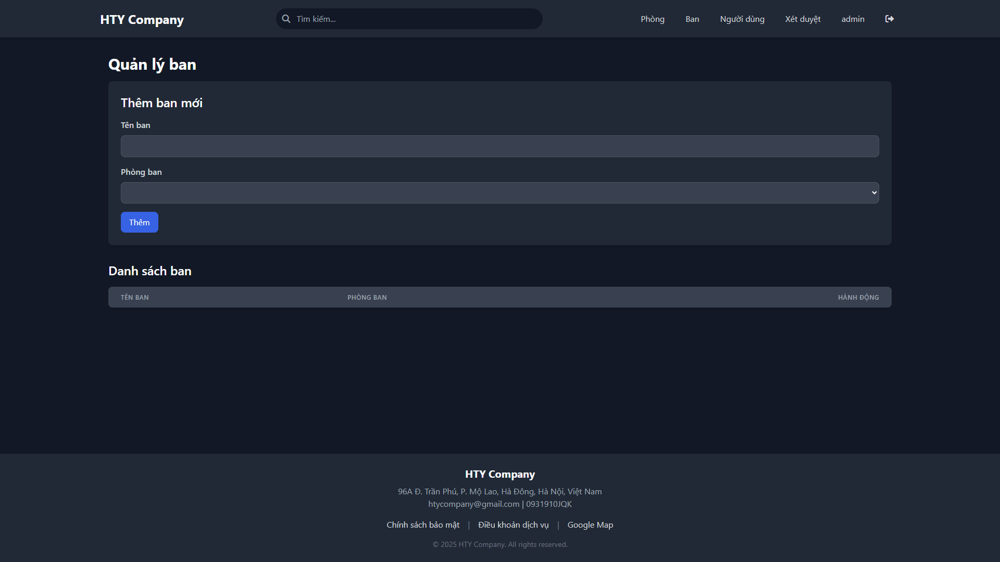 HTY Company
Tìm kiếm...
Phòng
Ban
Người dùng
Xét duyệt
admin
Quản lý ban
Thêm ban mới
Tên ban
Phòng ban
Thêm
Danh sách ban
TÊN BAN
PHÒNG BAN
HÀNH ĐỘNG
HTY Company
96A Đ. Trần Phú, P. Mộ Lao, Hà Đông, Hà Nội, Việt Nam
htycompany@gmail.com | 0931910JQK
Chính sách bảo mật | Điều khoản dịch vụ | Google Map
© 2025 HTY Company. All rights reserved.